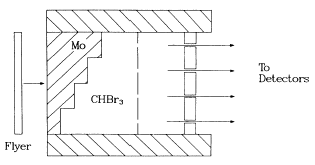 Mo
To
Detectors
CHBr₃
Flyer